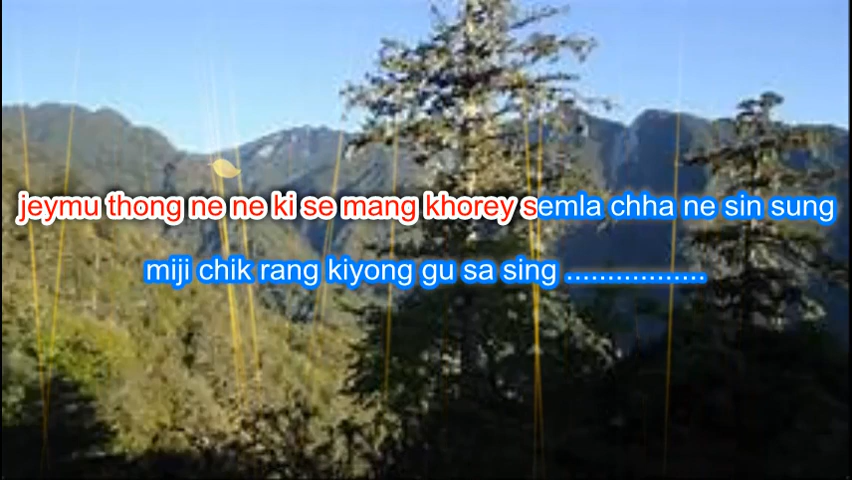 jeymu thong ne ne ki se mang khorey semla chha ne sin sung
miji chik rang kiyong gu sa sing .................